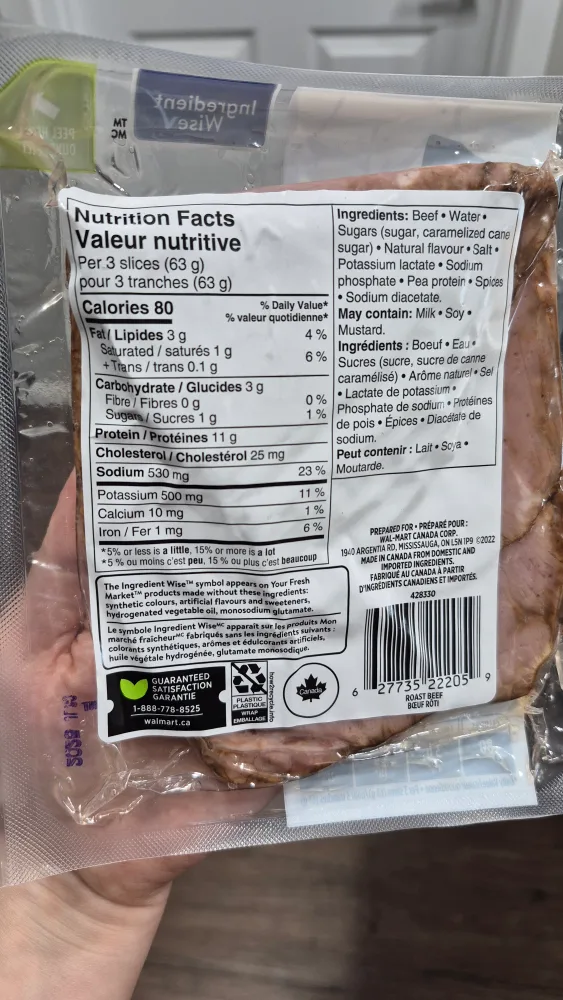 Ingredient
Wise
TM
MC
Nutrition Facts
Valeur nutritive
Per 3 slices (63 g)
pour 3 tranches (63 g)
Calories 80
% Daily Value*
% valeur quotidienne*
Fat / Lipides 3 g 4 %
Saturated / saturés 1 g 6 %
+ Trans / trans 0.1 g
Carbohydrate / Glucides 3 g
Fibre / Fibres 0 g 0 %
Sugars / Sucres 1 g 1 %
Protein / Protéines 11 g
Cholesterol / Cholestérol 25 mg
Sodium 530 mg 23 %
Potassium 500 mg 11 %
Calcium 10 mg 1 %
Iron / Fer 1 mg 6 %
*5% or less is a little, 15% or more is a lot
*5 % ou moins c'est peu, 15 % ou plus c'est beaucoup
The Ingredient Wise™ symbol appears on Your Fresh
Market™ products made without these ingredients:
synthetic colours, artificial flavours and sweeteners,
hydrogenated vegetable oil, monosodium glutamate.
Le symbole Ingredient Wiseᴹᶜ apparait sur les produits Mon
marché fraîcheurᴹᶜ fabriqués sans les ingrédients suivants :
colorants synthétiques, arômes et édulcorants artificiels,
huile végétale hydrogénée, glutamate monosodique.
GUARANTEED
SATISFACTION
GARANTIE
1-888-778-8525
walmart.ca
PLASTIC
PLASTIQUE
WRAP
EMBALLAGE
how2recycle.info
Canada
Ingredients: Beef • Water •
Sugars (sugar, caramelized cane
sugar) • Natural flavour • Salt •
Potassium lactate • Sodium
phosphate • Pea protein • Spices
• Sodium diacetate.
May contain: Milk • Soy •
Mustard.
Ingrédients : Boeuf • Eau •
Sucres (sucre, sucre de canne
caramélisé) • Arôme naturel • Sel
• Lactate de potassium •
Phosphate de sodium • Protéines
de pois • Épices • Diacétate de
sodium.
Peut contenir : Lait • Soya •
Moutarde.
PREPARED FOR • PRÉPARÉ POUR :
WAL-MART CANADA CORP.
1940 ARGENTIA RD, MISSISSAUGA, ON L5N 1P9 ©2022
MADE IN CANADA FROM DOMESTIC AND
IMPORTED INGREDIENTS.
FABRIQUÉ AU CANADA À PARTIR
D'INGRÉDIENTS CANADIENS ET IMPORTÉS.
428330
6 27735 22205 9
ROAST BEEF
BŒUF RÔTI